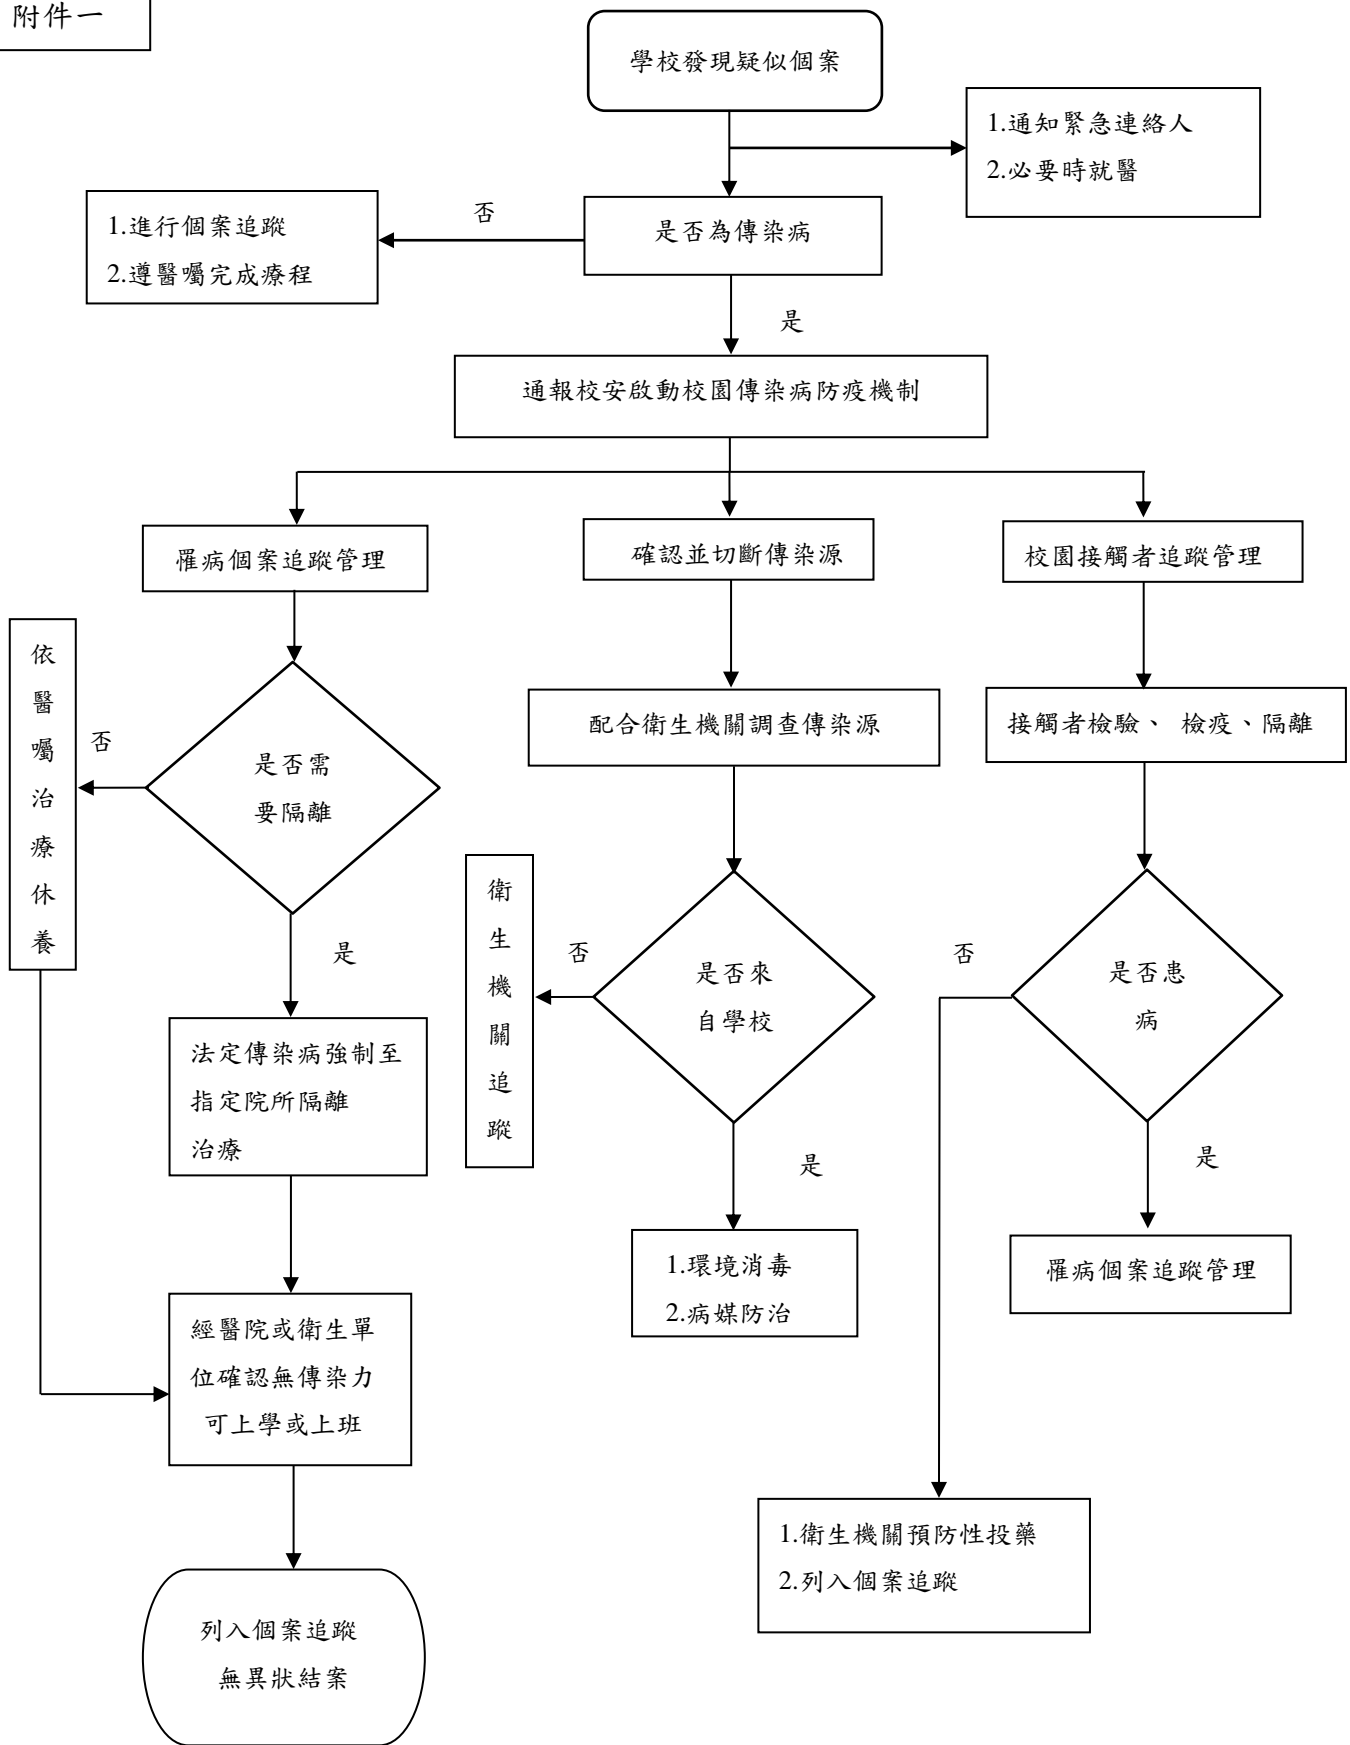 附件一
學校發現疑似個案
1.通知緊急連絡人
2.必要時就醫
是否為傳染病
否
1.進行個案追蹤
2.遵醫囑完成療程
是
通報校安啟動校園傳染病防疫機制
罹病個案追蹤管理
確認並切斷傳染源
校園接觸者追蹤管理
依醫囑治療休養
否
是否需
要隔離
是
法定傳染病強制至
指定院所隔離
治療
經醫院或衛生單
位確認無傳染力
可上學或上班
列入個案追蹤
無異狀結案
配合衛生機關調查傳染源
衛生機關追蹤
否
是否來
自學校
是
1.環境消毒
2.病媒防治
接觸者檢驗、 檢疫、隔離
否
是否患
病
是
罹病個案追蹤管理
1.衛生機關預防性投藥
2.列入個案追蹤